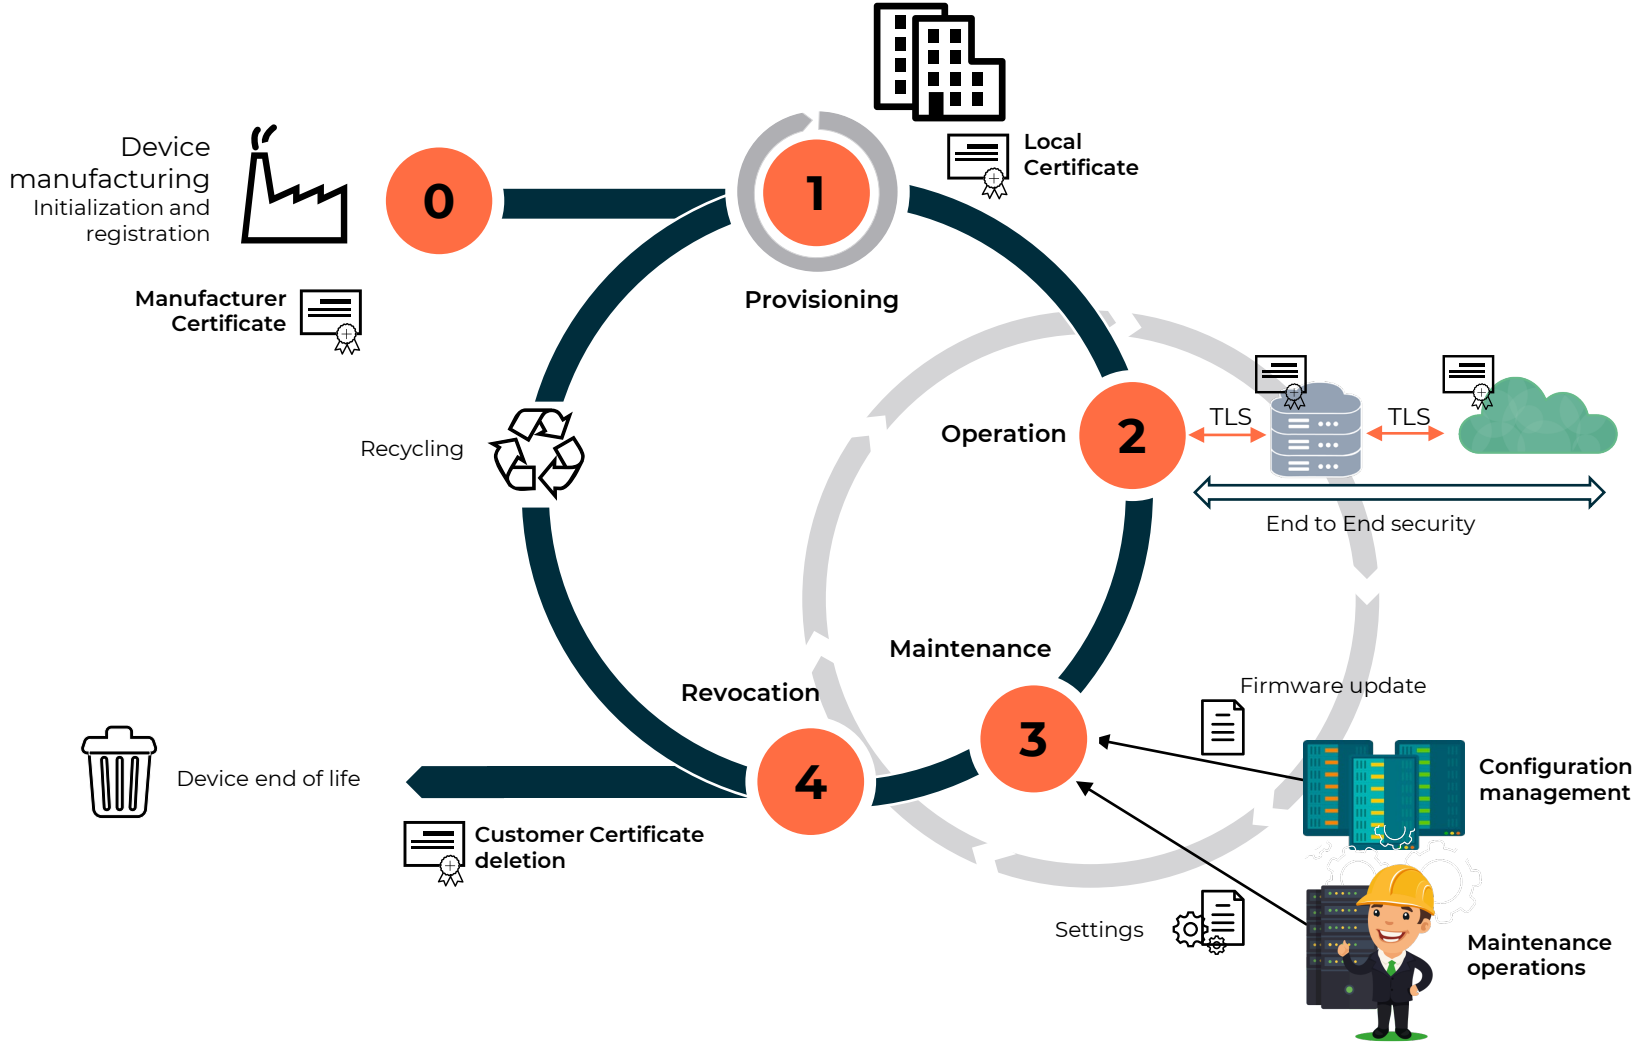 Device
manufacturing
Initialization and
registration
0
1
Local
Certificate
Manufacturer
Certificate
Provisioning
Recycling
Operation
2
TLS
TLS
End to End security
Maintenance
Revocation
3
Firmware update
4
Device end of life
Customer Certificate
deletion
Configuration
management
Settings
Maintenance
operations